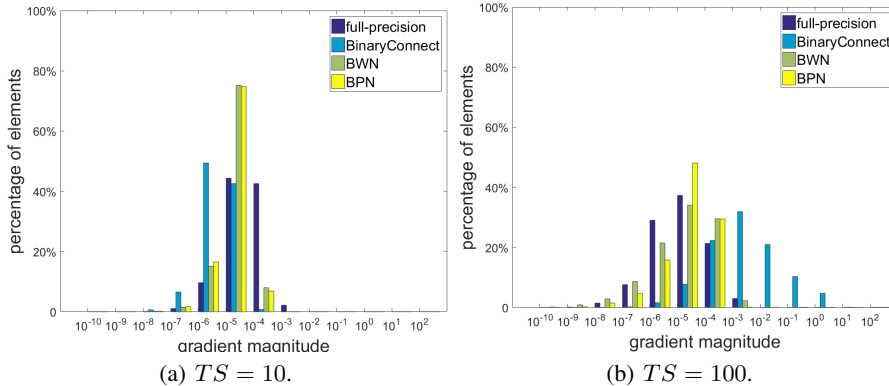 100%
80%
60%
40%
20%
0
percentage of elements
full-precision
BinaryConnect
BWN
BPN
10-10 10-9 10-8 10-7 10-6 10-5 10-4 10-3 10-2 10-1 100 101 102
gradient magnitude
(a) TS = 10.
100%
80%
60%
40%
20%
0
percentage of elements
full-precision
BinaryConnect
BWN
BPN
10-10 10-9 10-8 10-7 10-6 10-5 10-4 10-3 10-2 10-1 100 101 102
gradient magnitude
(b) TS = 100.